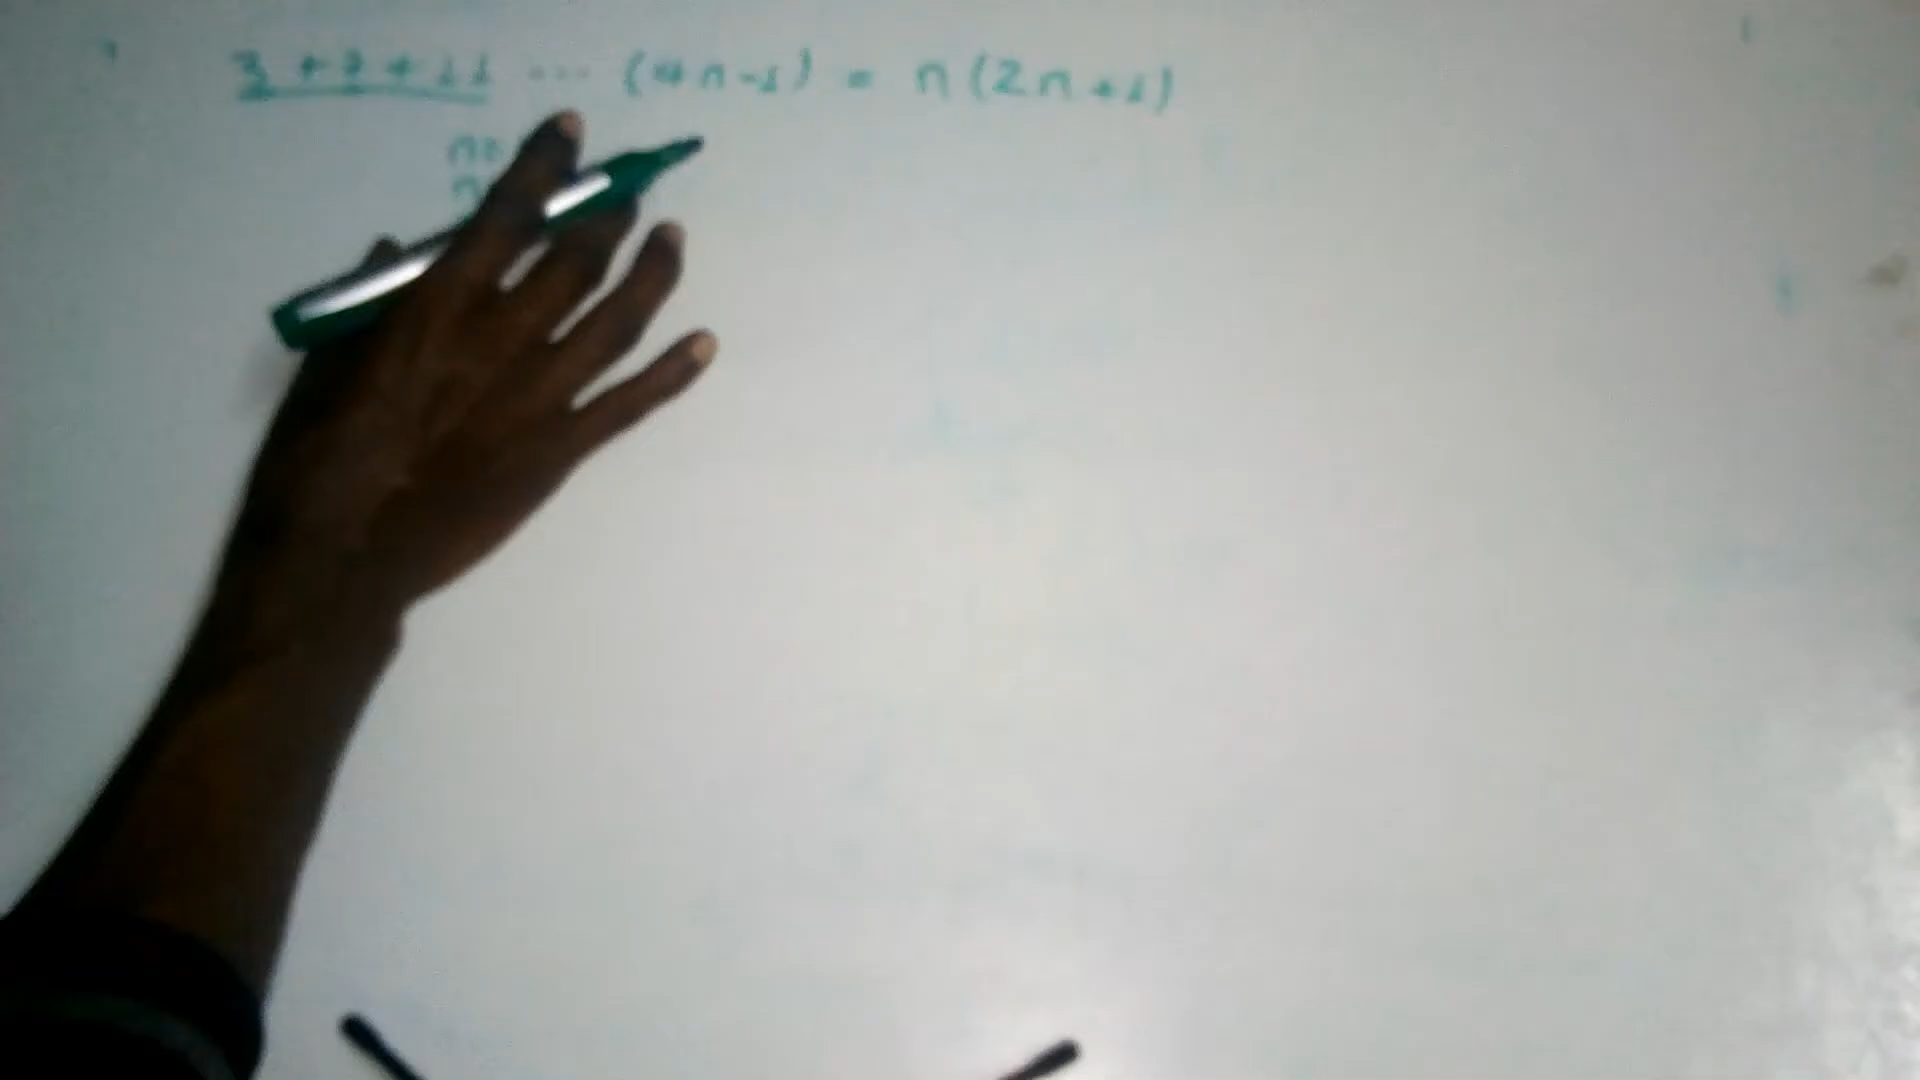 3 + 7 + 11 ... (4n-1) = n(2n+1)